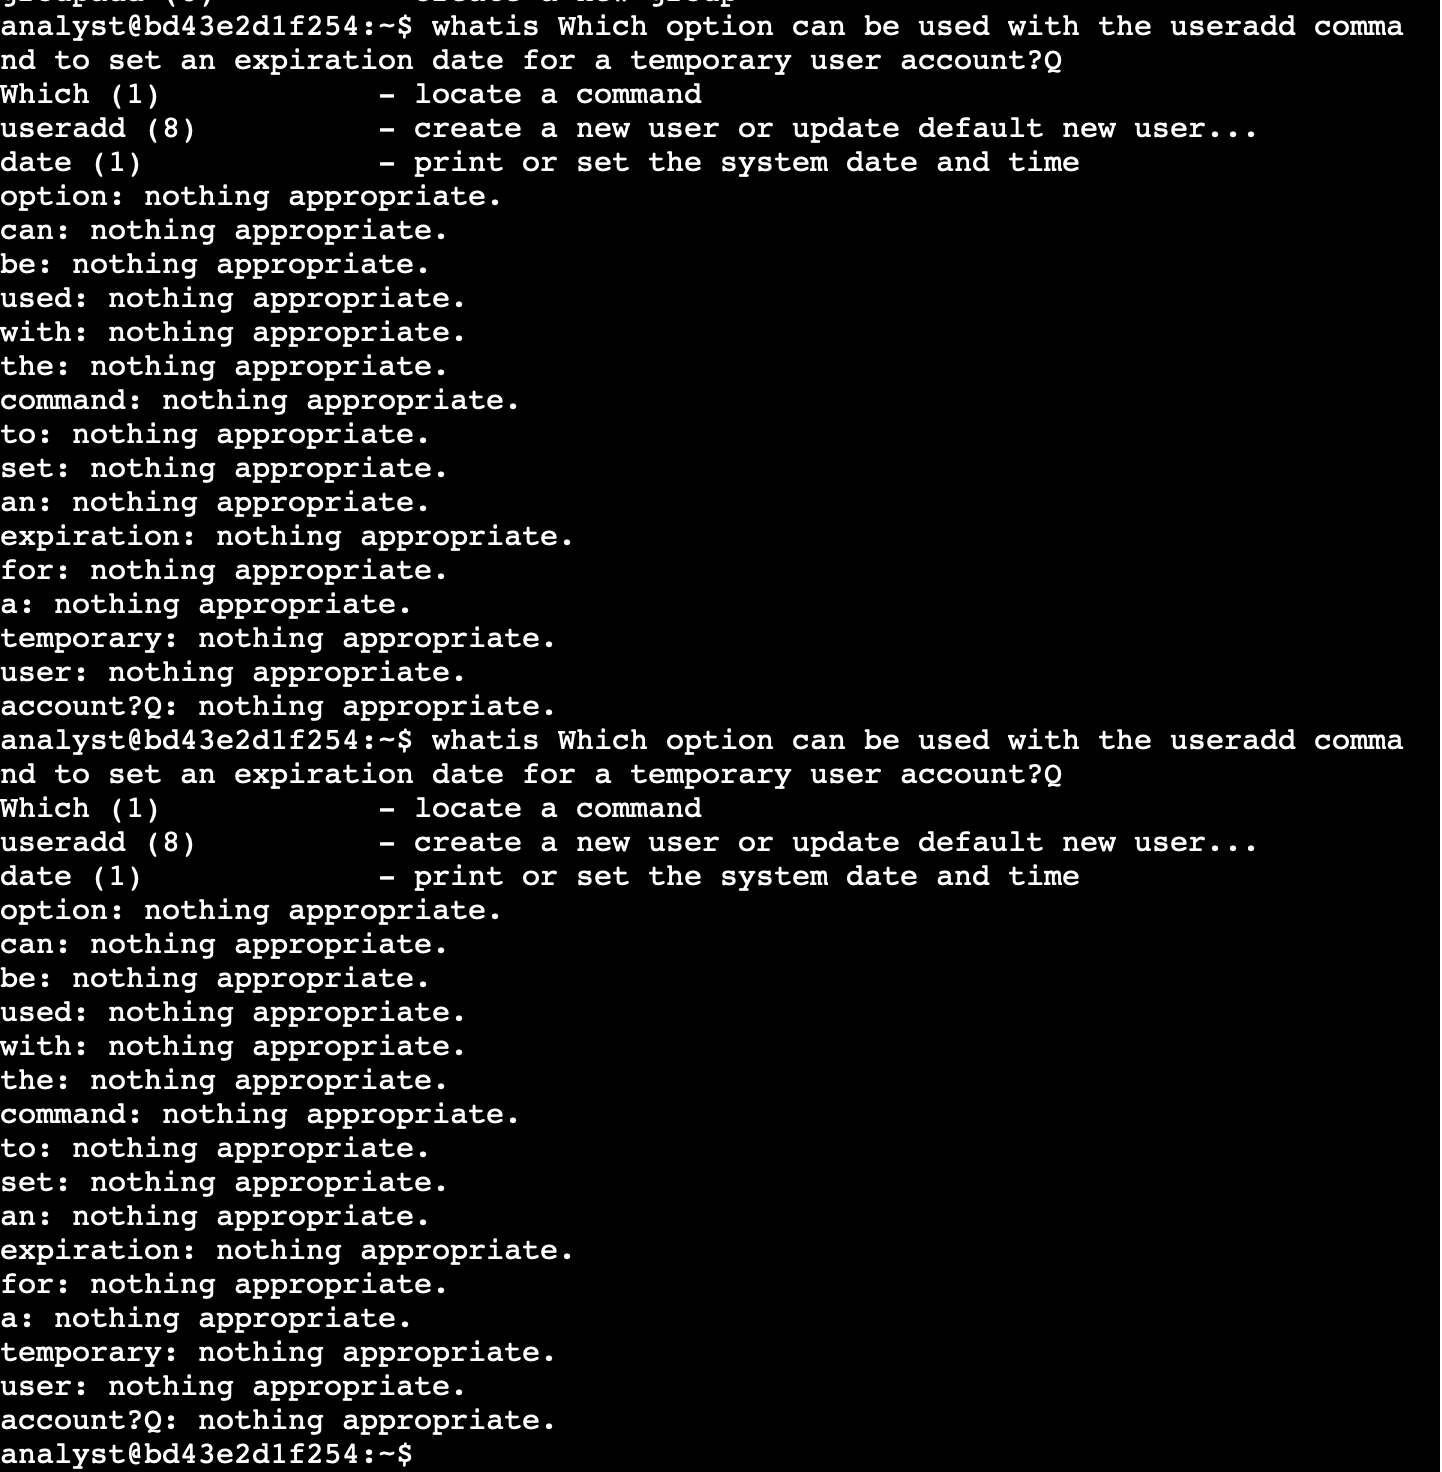 analyst@bd43e2d1f254:~$ whatis Which option can be used with the useradd comma
nd to set an expiration date for a temporary user account?Q
Which (1)            - locate a command
useradd (8)          - create a new user or update default new user...
date (1)             - print or set the system date and time
option: nothing appropriate.
can: nothing appropriate.
be: nothing appropriate.
used: nothing appropriate.
with: nothing appropriate.
the: nothing appropriate.
command: nothing appropriate.
to: nothing appropriate.
set: nothing appropriate.
an: nothing appropriate.
expiration: nothing appropriate.
for: nothing appropriate.
a: nothing appropriate.
temporary: nothing appropriate.
user: nothing appropriate.
account?Q: nothing appropriate.
analyst@bd43e2d1f254:~$ whatis Which option can be used with the useradd comma
nd to set an expiration date for a temporary user account?Q
Which (1)            - locate a command
useradd (8)          - create a new user or update default new user...
date (1)             - print or set the system date and time
option: nothing appropriate.
can: nothing appropriate.
be: nothing appropriate.
used: nothing appropriate.
with: nothing appropriate.
the: nothing appropriate.
command: nothing appropriate.
to: nothing appropriate.
set: nothing appropriate.
an: nothing appropriate.
expiration: nothing appropriate.
for: nothing appropriate.
a: nothing appropriate.
temporary: nothing appropriate.
user: nothing appropriate.
account?Q: nothing appropriate.
analyst@bd43e2d1f254:~$